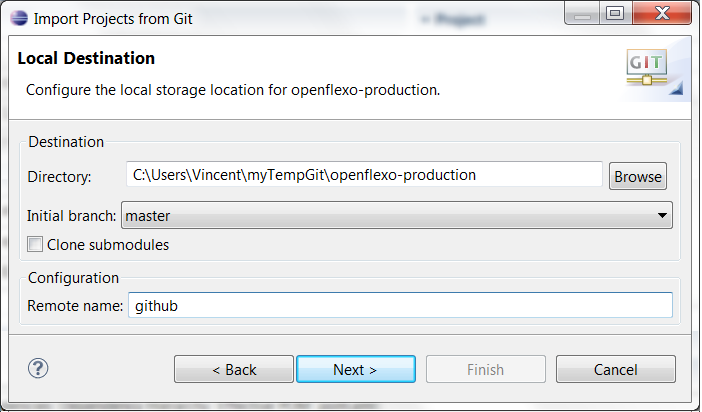 Import Projects from Git
Local Destination
Configure the local storage location for openflexo-production.
GIT
Destination
Directory: C:\Users\Vincent\myTempGit\openflexo-production Browse
Initial branch: master
Clone submodules
Configuration
Remote name: github
? < Back Next > Finish Cancel